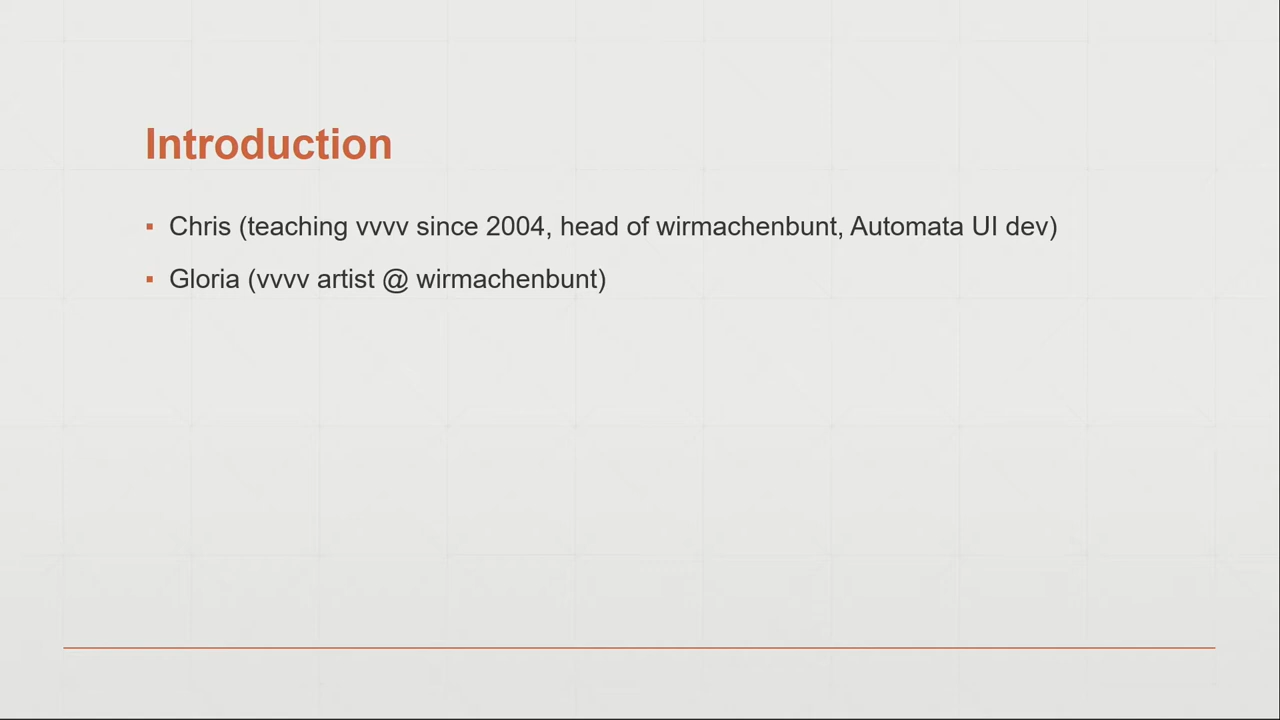 Introduction
▪ Chris (teaching vvvv since 2004, head of wirmachenbunt, Automata UI dev)
▪ Gloria (vvvv artist @ wirmachenbunt)